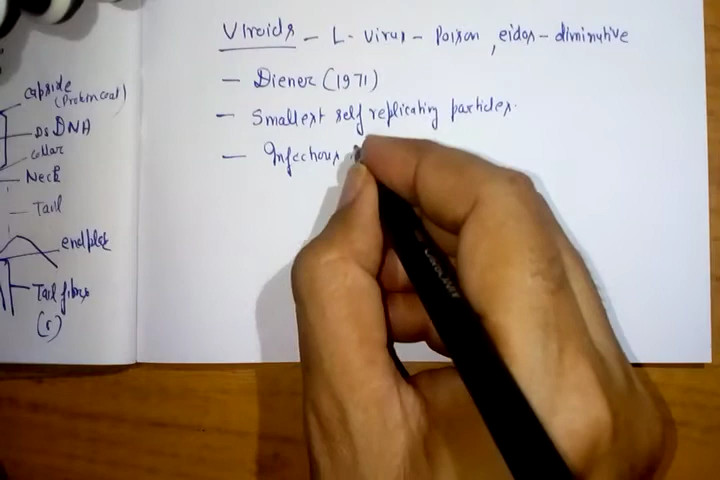 capside
(Protein coat)
DS DNA
collar
Neck
Tail
endplate
Tail fibres
(6)
Viroids - L. virus - Poison, eidos - diminutive
- Diener (1971)
- Smallest self replicating particles.
- Infectious